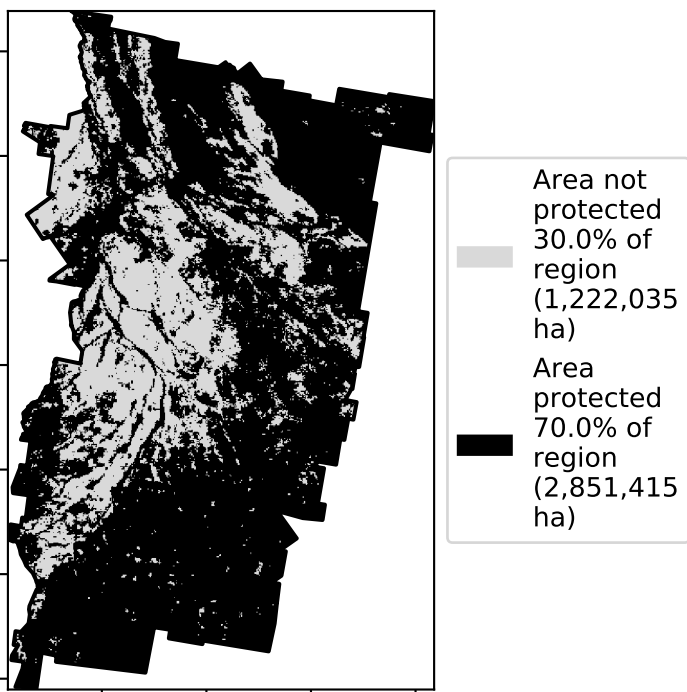 Area not
protected
30.0% of
region
(1,222,035
ha)
Area
protected
70.0% of
region
(2,851,415
ha)